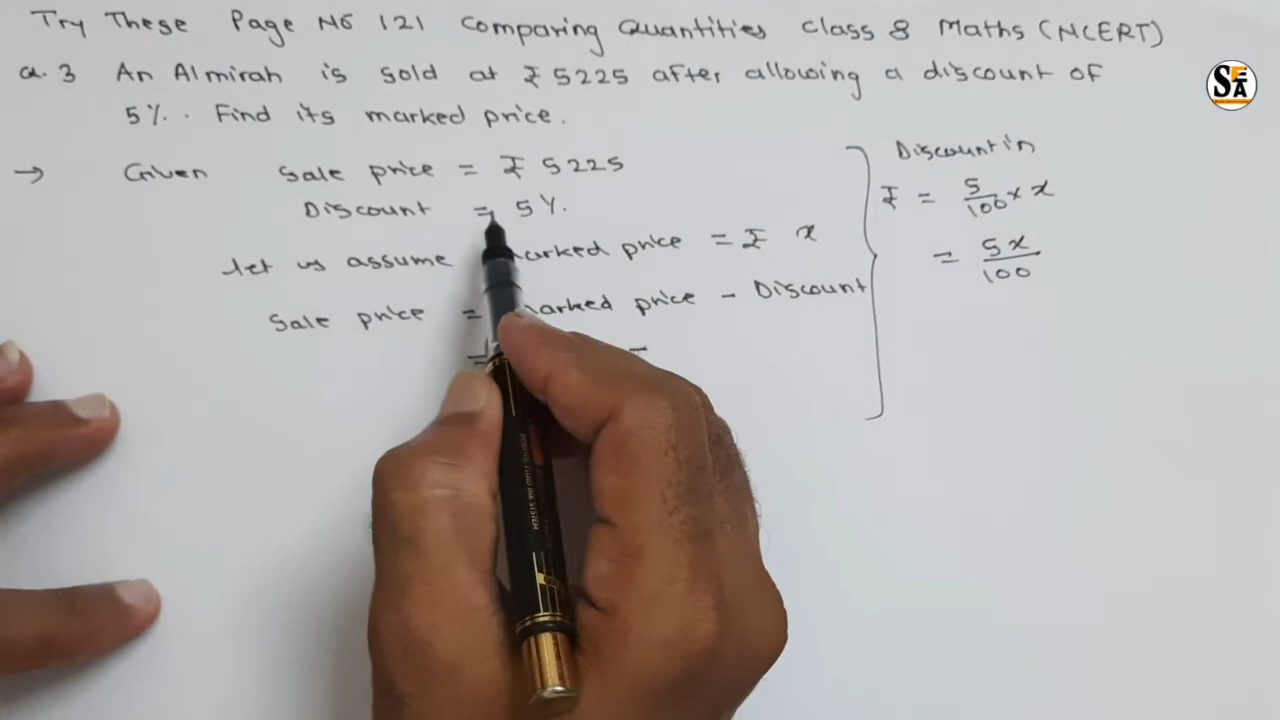 Try These Page No 121 Comparing Quantities Class 8 Maths (NCERT)
Q.3 An Almirah is sold at ₹ 5225 after allowing a discount of
5%. Find its marked price.
→ Given Sale price = ₹ 5225
Discount = 5%.
let us assume marked price = ₹ x
Sale price = marked price - Discount
Discount in
₹ = 5/100 × x
= 5x/100
SFA